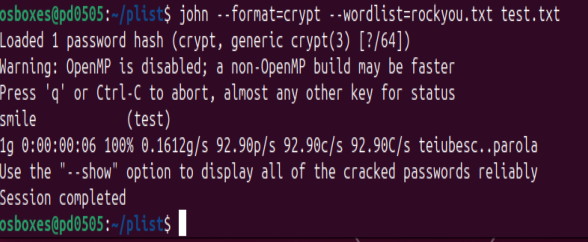 osboxes@pd0505:~/plist$ john --format=crypt --wordlist=rockyou.txt test.txt
Loaded 1 password hash (crypt, generic crypt(3) [?/64])
Warning: OpenMP is disabled; a non-OpenMP build may be faster
Press 'q' or Ctrl-C to abort, almost any other key for status
smile            (test)
1g 0:00:00:06 100% 0.1612g/s 92.90p/s 92.90c/s 92.90C/s teiubesc..parola
Use the "--show" option to display all of the cracked passwords reliably
Session completed
osboxes@pd0505:~/plist$